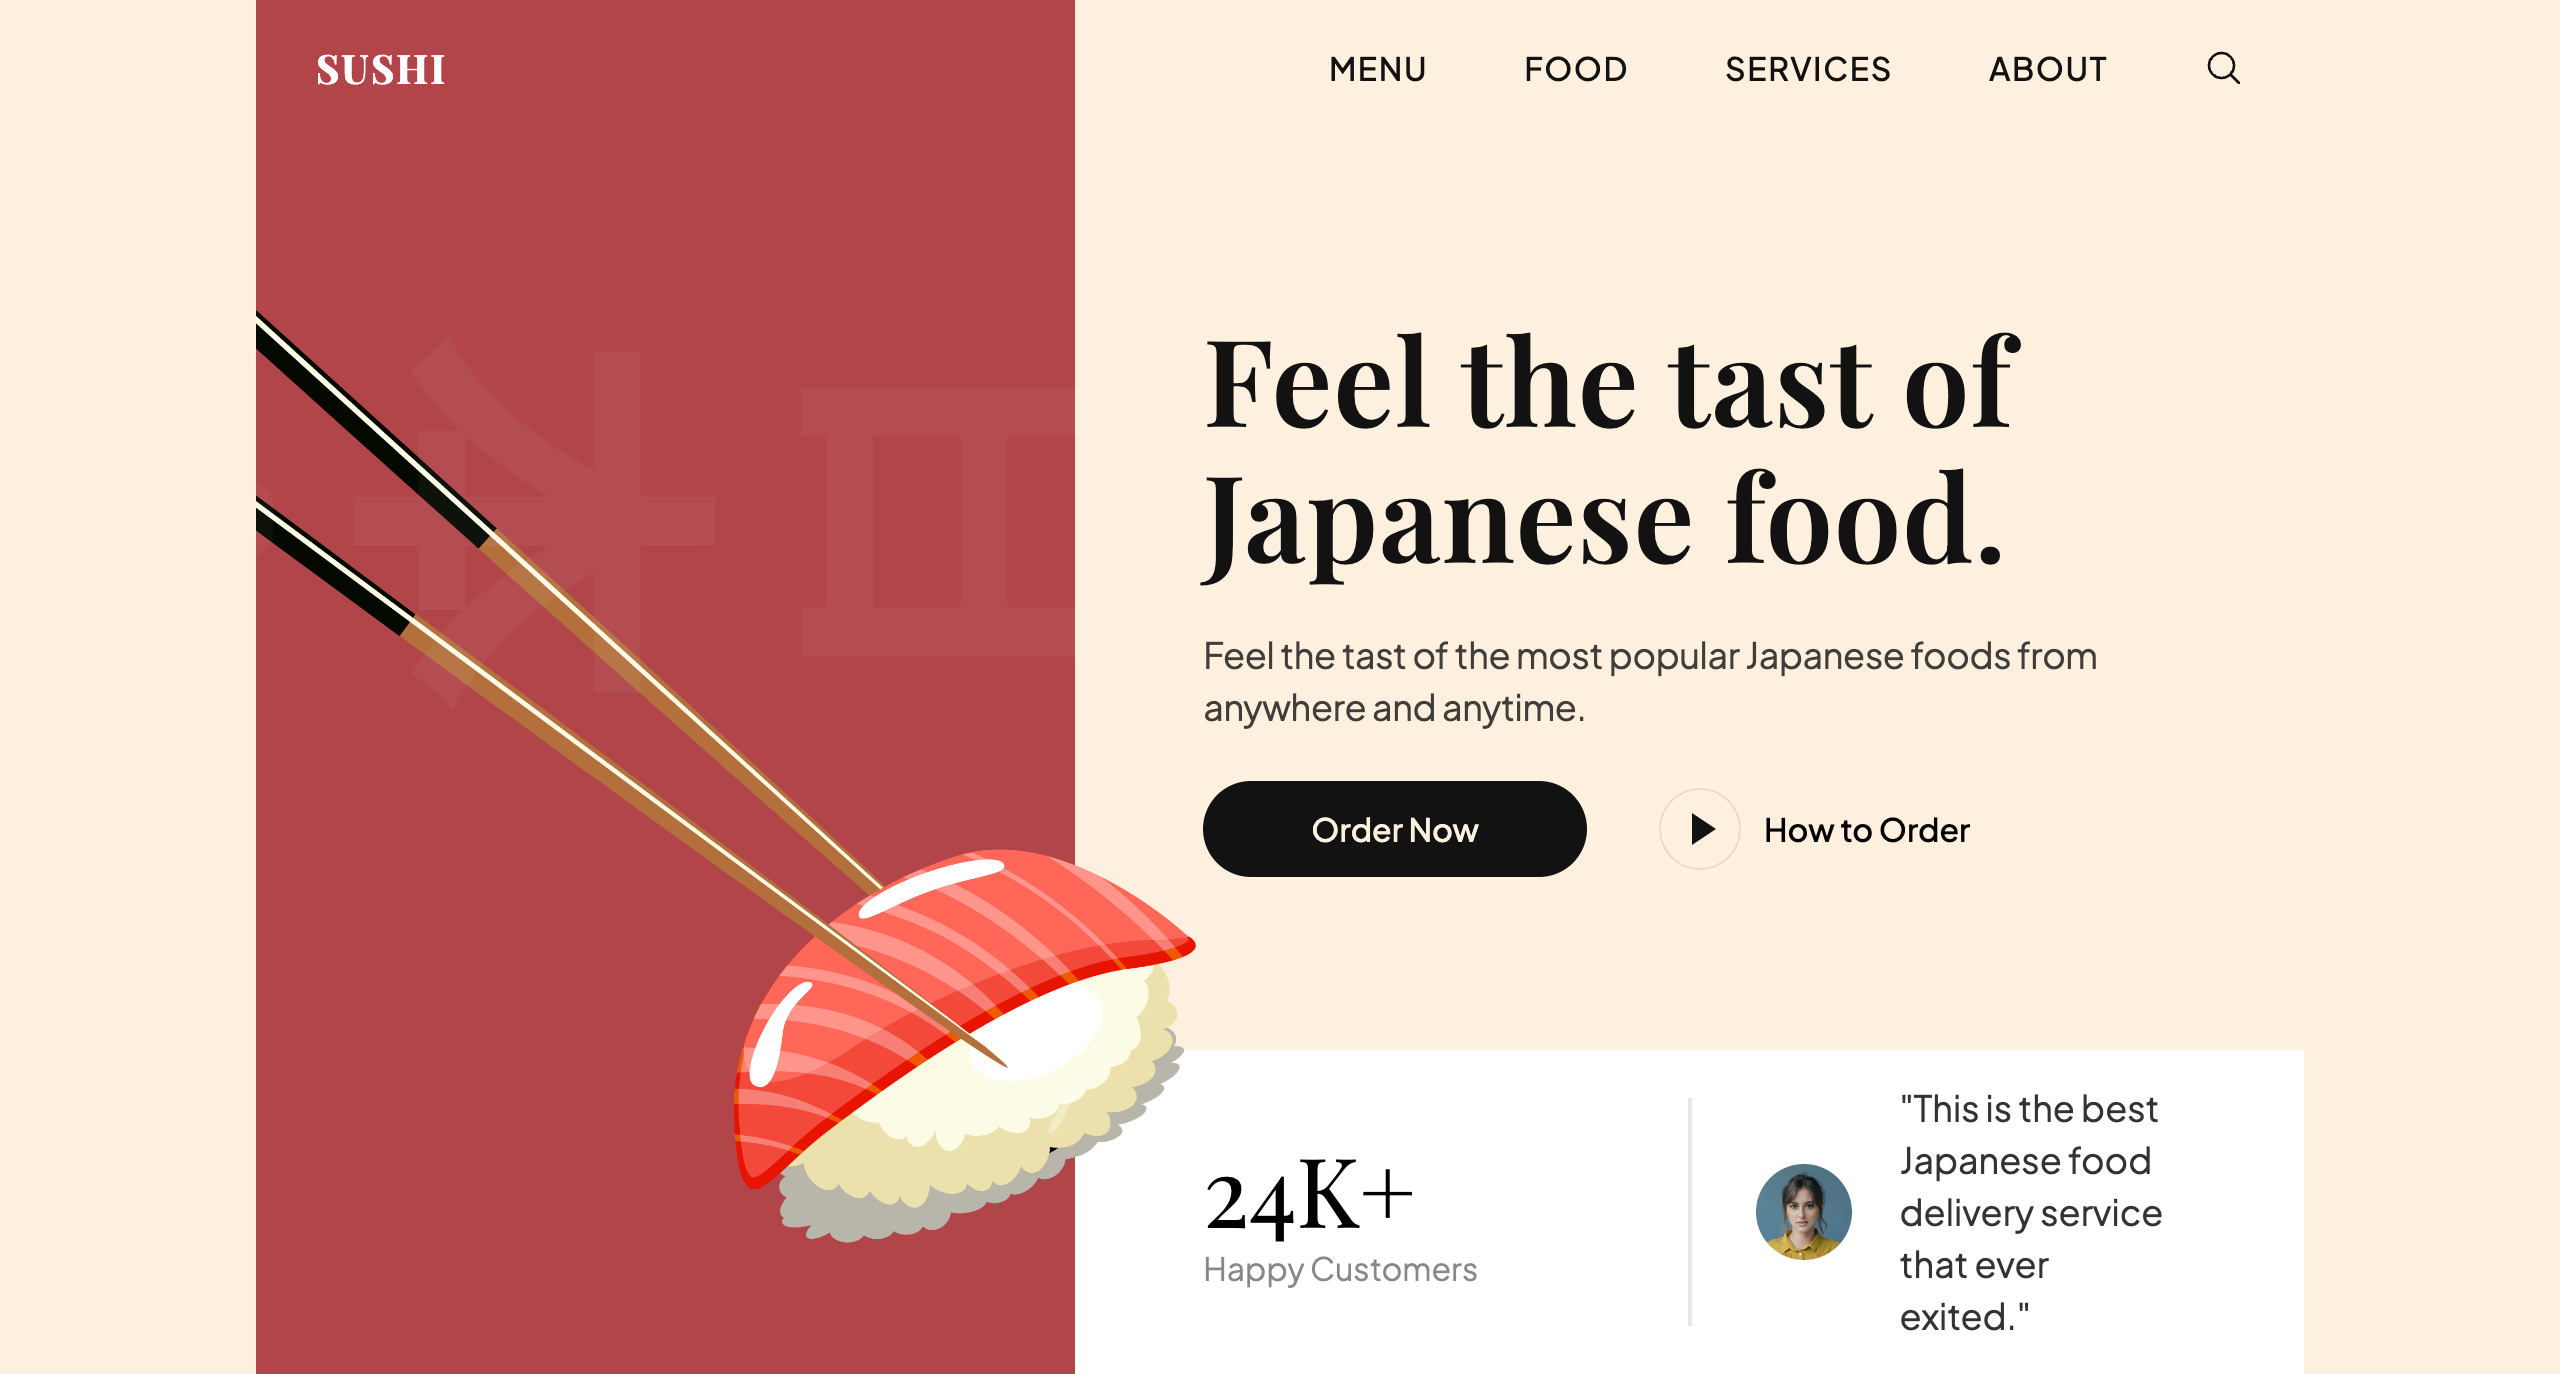 SUSHI
MENU
FOOD
SERVICES
ABOUT
Feel the tast of
Japanese food.
Feel the tast of the most popular Japanese foods from
anywhere and anytime.
Order Now
How to Order
24K+
Happy Customers
"This is the best
Japanese food
delivery service
that ever
exited."